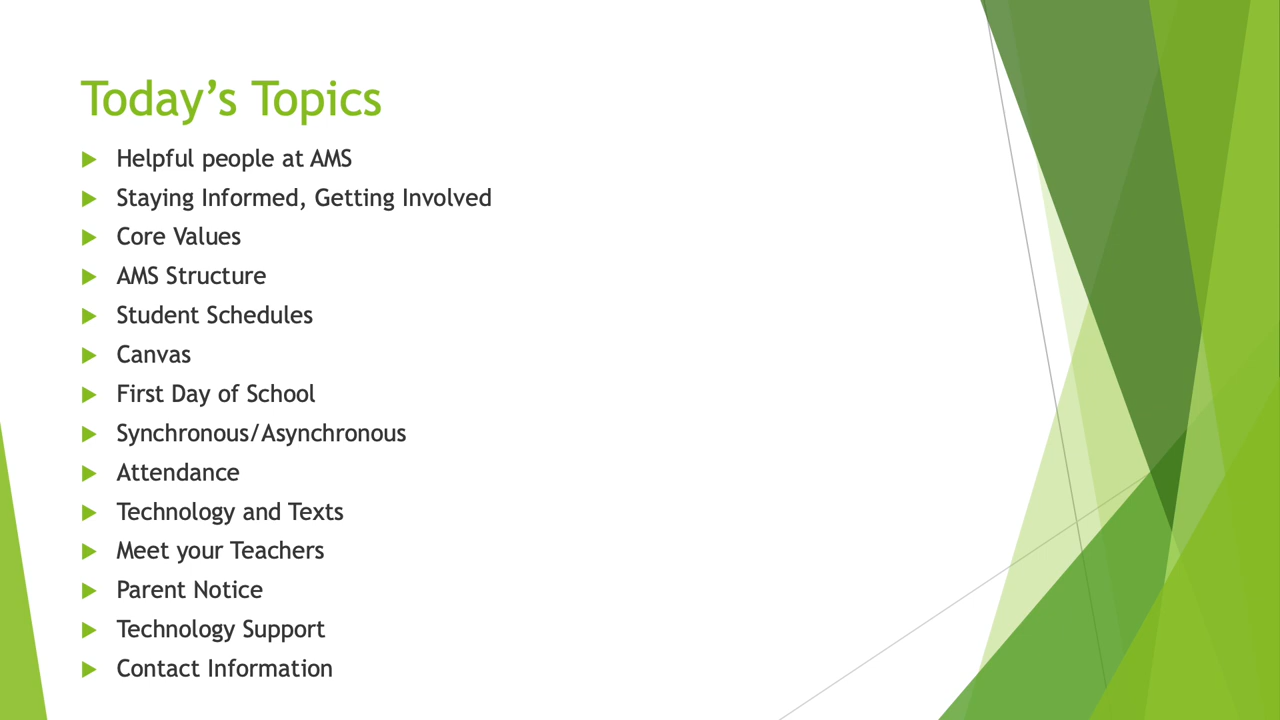 Today’s Topics
Helpful people at AMS
Staying Informed, Getting Involved
Core Values
AMS Structure
Student Schedules
Canvas
First Day of School
Synchronous/Asynchronous
Attendance
Technology and Texts
Meet your Teachers
Parent Notice
Technology Support
Contact Information